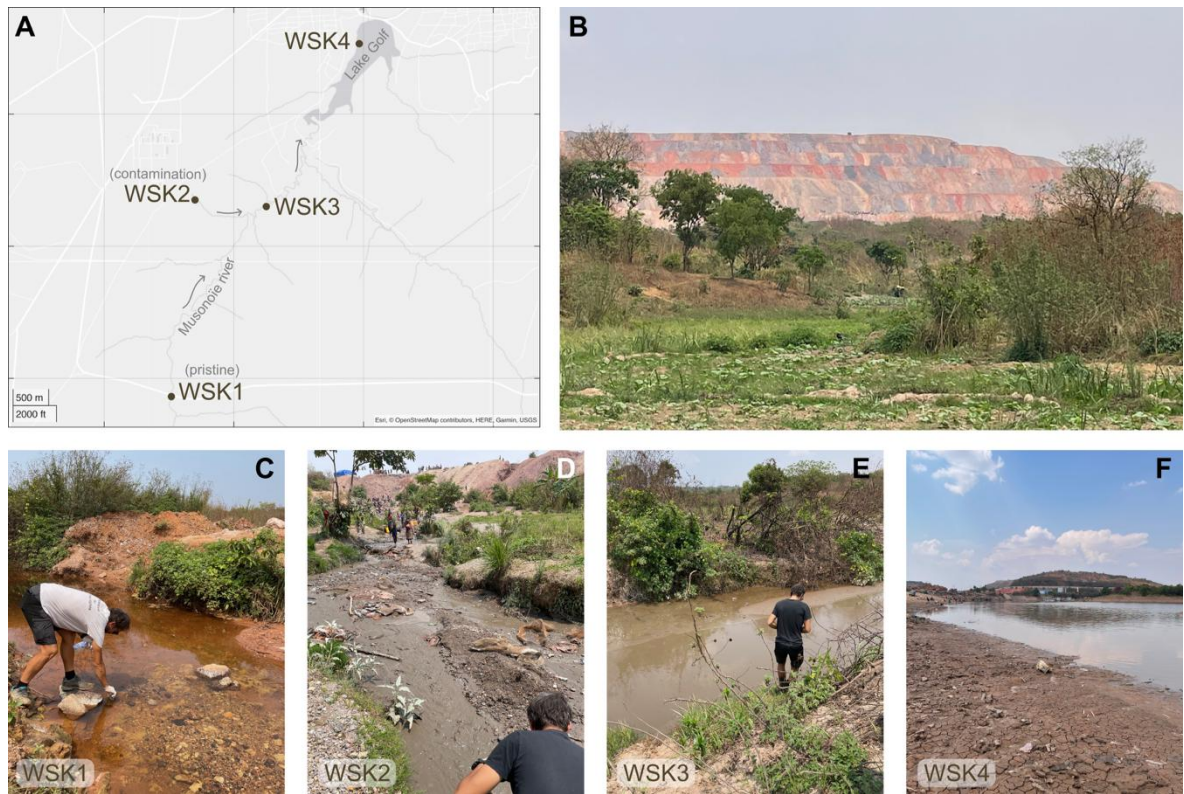 A
WSK4
Lake Golf
(contamination)
WSK2
WSK3
Musonoïe river
(pristine)
WSK1
500 m
2000 ft
Esri, © OpenStreetMap contributors, HERE, Garmin, USGS
B
C
WSK1
D
WSK2
E
WSK3
F
WSK4